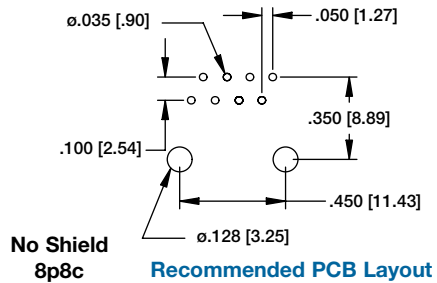 ø.035 [.90]
.050 [1.27]
.350 [8.89]
.100 [2.54]
.450 [11.43]
ø.128 [3.25]
No Shield
8p8c
Recommended PCB Layout